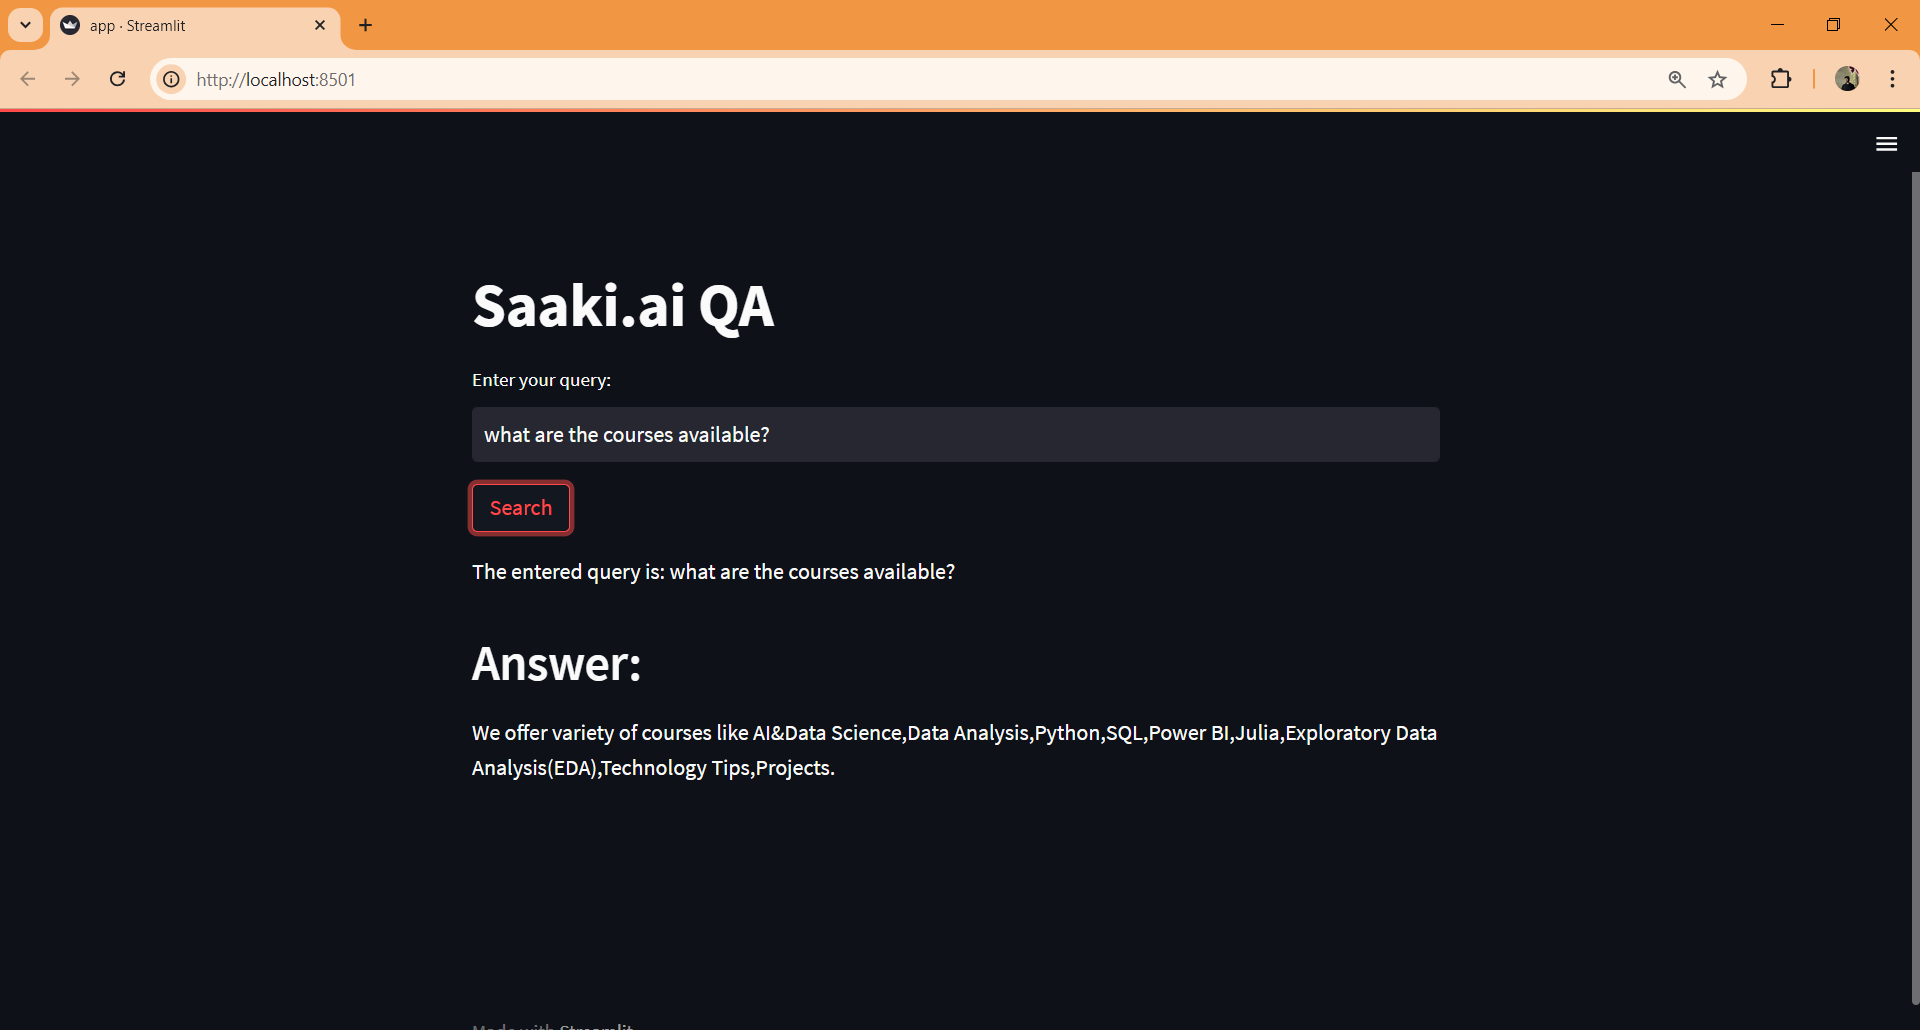 app · Streamlit
http://localhost:8501
Saaki.ai QA
Enter your query:
what are the courses available?
Search
The entered query is: what are the courses available?
Answer:
We offer variety of courses like AI&Data Science,Data Analysis,Python,SQL,Power BI,Julia,Exploratory Data
Analysis(EDA),Technology Tips,Projects.
Made with Streamlit